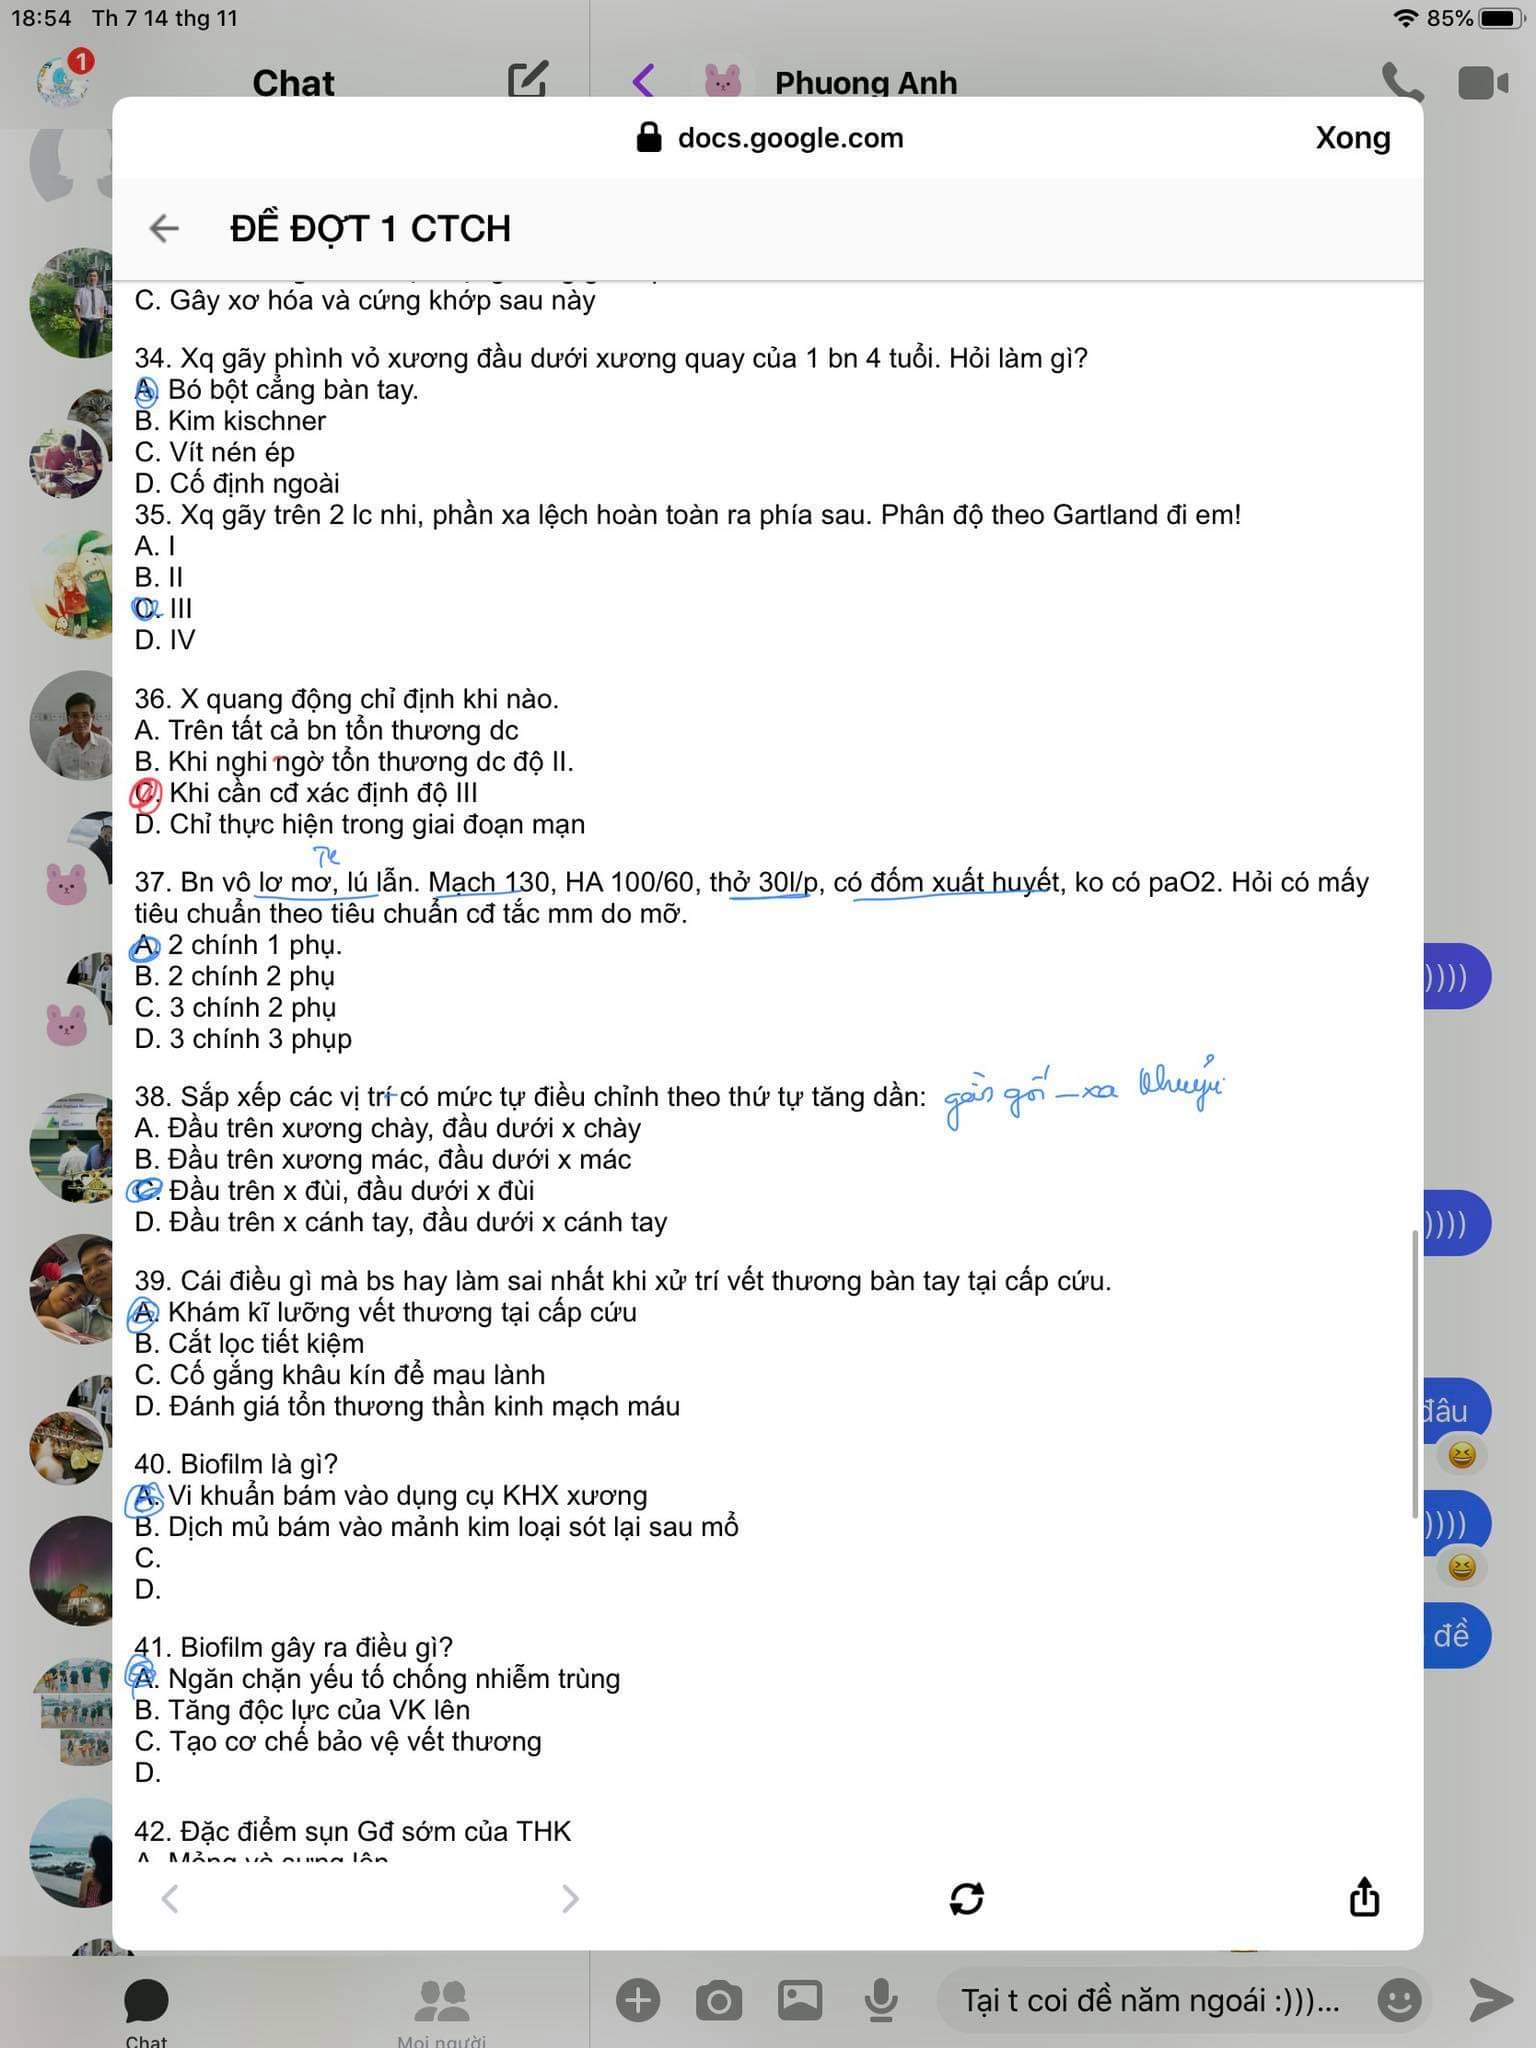 18:54 Th 7 14 thg 11
85%
1
Chat
Phuong Anh
docs.google.com
Xong
ĐỀ ĐỢT 1 CTCH
C. Gây xơ hóa và cứng khớp sau này
34. Xq gãy phình vỏ xương đầu dưới xương quay của 1 bn 4 tuổi. Hỏi làm gì?
A. Bó bột cẳng bàn tay.
B. Kim kischner
C. Vít nén ép
D. Cố định ngoài
35. Xq gãy trên 2 lc nhi, phần xa lệch hoàn toàn ra phía sau. Phân độ theo Gartland đi em!
A. I
B. II
C. III
D. IV
36. X quang động chỉ định khi nào.
A. Trên tất cả bn tổn thương dc
B. Khi nghi ngờ tổn thương dc độ II.
C. Khi cần cđ xác định độ III
D. Chỉ thực hiện trong giai đoạn mạn
37. Bn vô lơ mơ, lú lẫn. Mạch 130, HA 100/60, thở 30l/p, có đốm xuất huyết, ko có paO2. Hỏi có mấy
tiêu chuẩn theo tiêu chuẩn cđ tắc mm do mỡ.
A. 2 chính 1 phụ.
B. 2 chính 2 phụ
C. 3 chính 2 phụ
D. 3 chính 3 phụp
38. Sắp xếp các vị trí có mức tự điều chỉnh theo thứ tự tăng dần: gần gối - xa khuỷu
A. Đầu trên xương chày, đầu dưới x chày
B. Đầu trên xương mác, đầu dưới x mác
C. Đầu trên x đùi, đầu dưới x đùi
D. Đầu trên x cánh tay, đầu dưới x cánh tay
39. Cái điều gì mà bs hay làm sai nhất khi xử trí vết thương bàn tay tại cấp cứu.
A. Khám kĩ lưỡng vết thương tại cấp cứu
B. Cắt lọc tiết kiệm
C. Cố gắng khâu kín để mau lành
D. Đánh giá tổn thương thần kinh mạch máu
40. Biofilm là gì?
A. Vi khuẩn bám vào dụng cụ KHX xương
B. Dịch mủ bám vào mảnh kim loại sót lại sau mổ
C.
D.
41. Biofilm gây ra điều gì?
A. Ngăn chặn yếu tố chống nhiễm trùng
B. Tăng độc lực của VK lên
C. Tạo cơ chế bảo vệ vết thương
D.
42. Đặc điểm sụn Gđ sớm của THK
A. Mỏng và sưng lên
))))
))))
đâu
))))
đề
Tại t coi đề năm ngoái :)))...
Chat
Mọi người